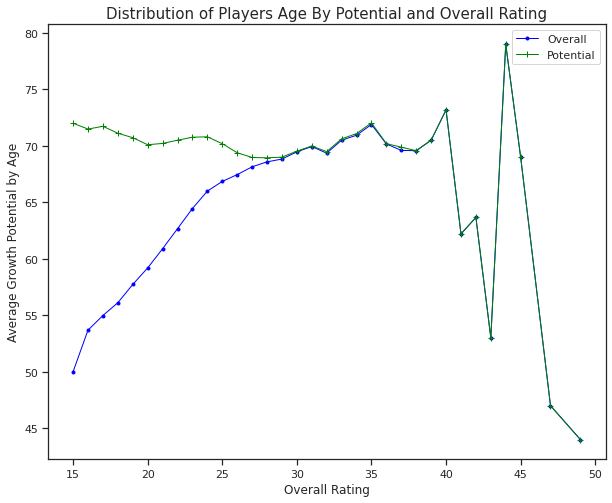 Distribution of Players Age By Potential and Overall Rating
Overall
Potential
Average Growth Potential by Age
80
75
70
65
60
55
50
45
15 20 25 30 35 40 45 50
Overall Rating